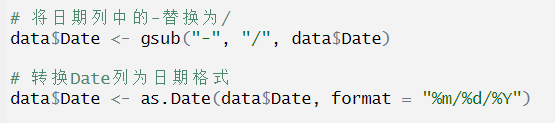 # 将日期列中的-替换为/
data$Date <- gsub("-", "/", data$Date)
# 转换Date列为日期格式
data$Date <- as.Date(data$Date, format = "%m/%d/%Y")